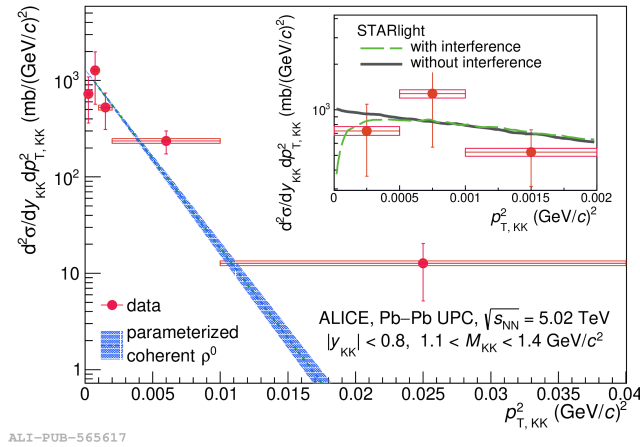 d²σ/dy_KK dp²_T, KK (mb/(GeV/c)²)
10³
10²
10
1
0
0.005
0.01
0.015
0.02
0.025
0.03
0.035
0.04
p²_T, KK (GeV/c)²
data
parameterized
coherent ρ⁰
ALICE, Pb−Pb UPC, √s_NN = 5.02 TeV
|y_KK| < 0.8, 1.1 < M_KK < 1.4 GeV/c²
STARlight
with interference
without interference
d²σ/dy_KK dp²_T, KK (mb/(GeV/c)²)
10³
0
0.0005
0.001
0.0015
0.002
p²_T, KK (GeV/c)²
ALI-PUB-565617